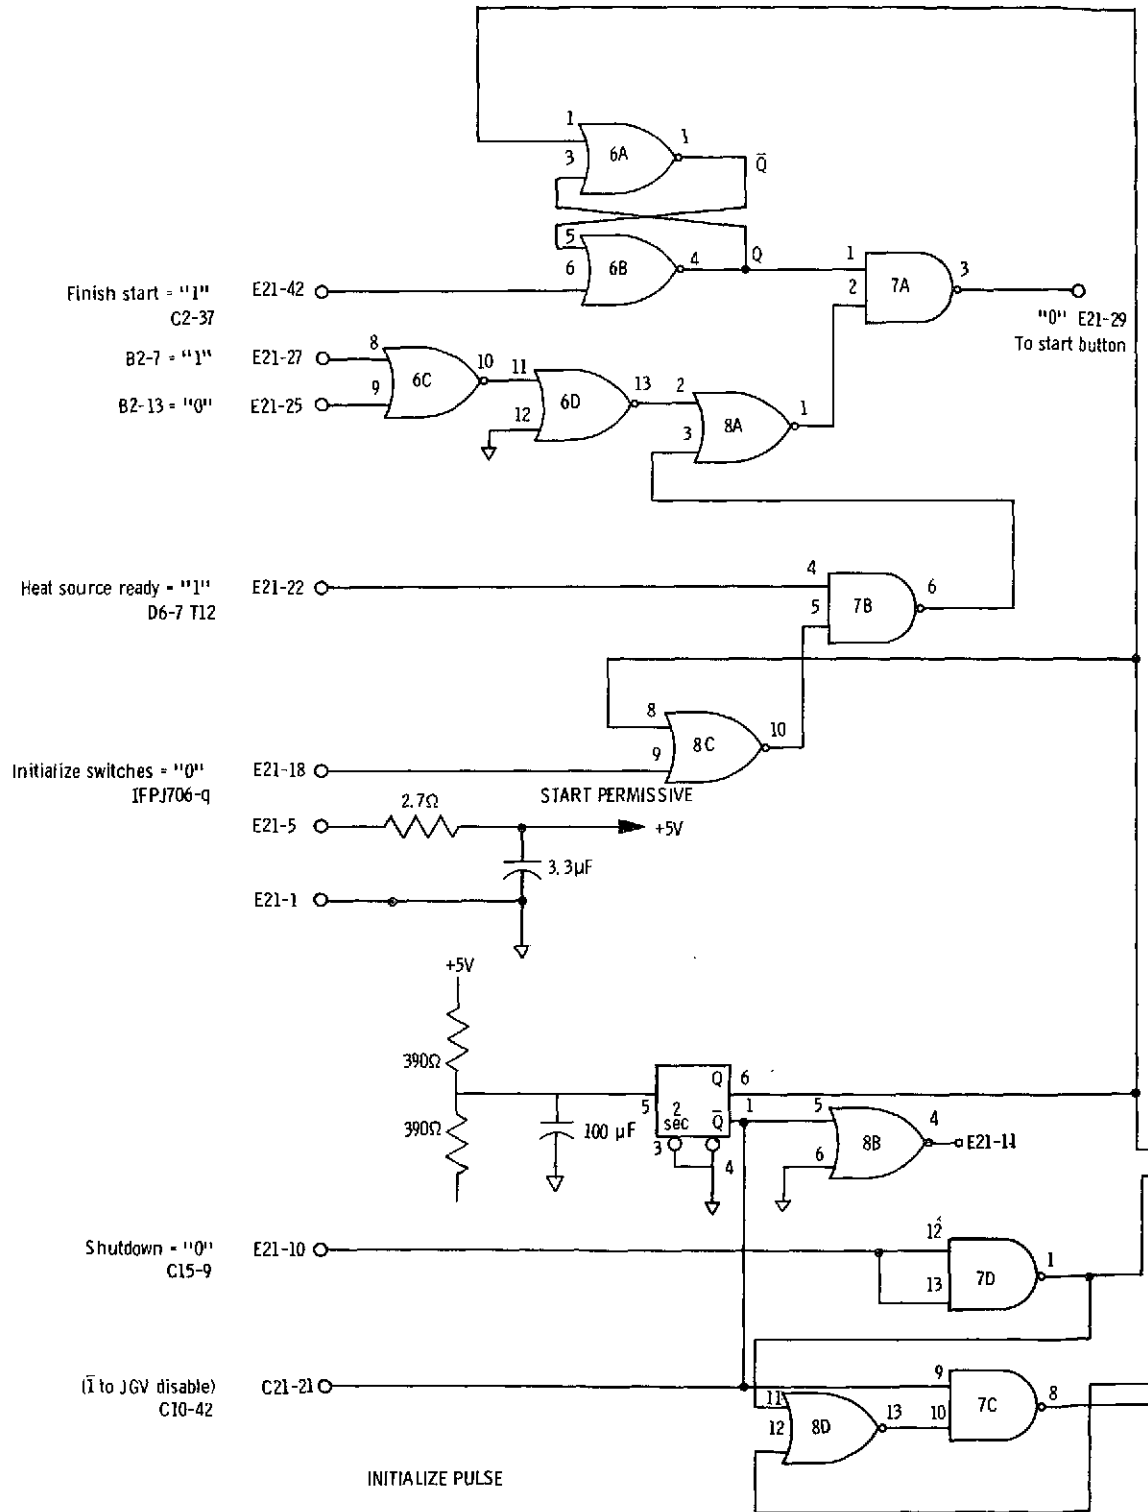 1
6A
1
3
Q̄
5
6B
4
Q
1
7A
3
6
2
Finish start = "1" E21-42
C2-37
"0" E21-29
To start button
B2-7 = "1" E21-27
8
6C
10
11
6D
13
2
8A
1
B2-13 = "0" E21-25
9
12
3
Heat source ready = "1" E21-22
D6-7 T12
4
7B
6
5
8
8C
10
9
Initialize switches = "0" E21-18
IFPJ706-q
START PERMISSIVE
2.7Ω
E21-5
+5V
3.3µF
E21-1
+5V
390Ω
390Ω
100 µF
5
Q
6
2
sec
Q̄
1
3
4
5
8B
4
6
E21-11
Shutdown = "0" E21-10
C15-9
12
7D
1
13
(1̄ to JGV disable) C21-21
C10-42
9
7C
8
10
11
8D
13
12
INITIALIZE PULSE